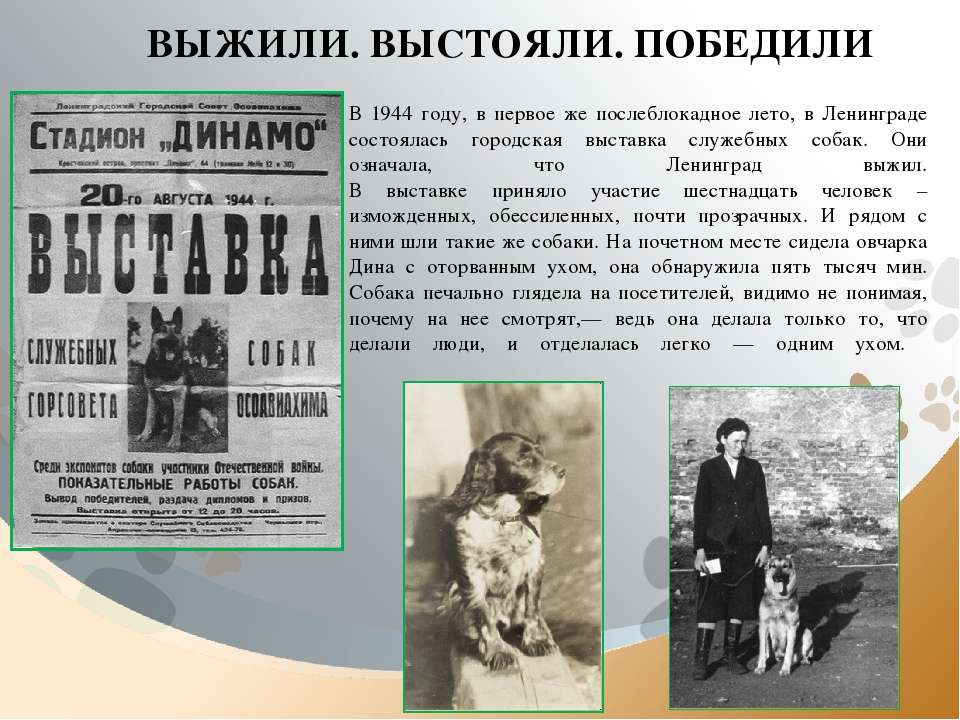 ВЫЖИЛИ. ВЫСТОЯЛИ. ПОБЕДИЛИ
Ленинградский Городской Совет Осоавиахима
СТАДИОН „ДИНАМО“
Крестовский остров, проспект „Динамо“, 44 (трамваи №№ 12 и 30)
20-го АВГУСТА 1944 г.
ВЫСТАВКА
СЛУЖЕБНЫХ СОБАК
ГОРСОВЕТА ОСОАВИАХИМА
Среди экспонатов собаки участники Отечественной войны.
ПОКАЗАТЕЛЬНЫЕ РАБОТЫ СОБАК.
Вывод победителей, раздача дипломов и призов.
Выставка открыта от 12 до 20 часов.
В 1944 году, в первое же послеблокадное лето, в Ленинграде
состоялась городская выставка служебных собак. Они
означала, что Ленинград выжил.
В выставке приняло участие шестнадцать человек –
изможденных, обессиленных, почти прозрачных. И рядом с
ними шли такие же собаки. На почетном месте сидела овчарка
Дина с оторванным ухом, она обнаружила пять тысяч мин.
Собака печально глядела на посетителей, видимо не понимая,
почему на нее смотрят,— ведь она делала только то, что
делали люди, и отделалась легко — одним ухом.